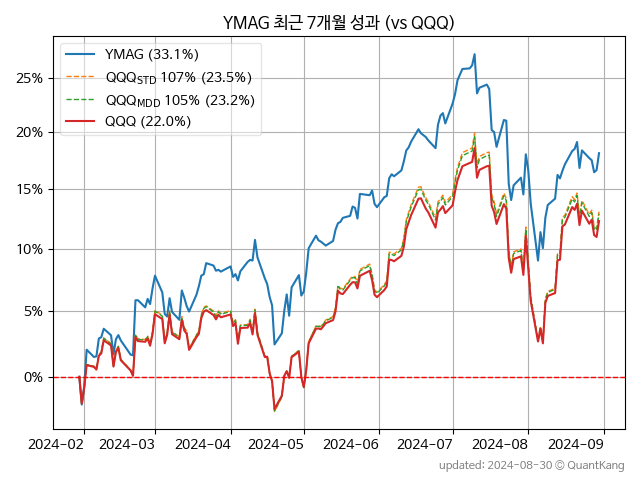 YMAG 최근 7개월 성과 (vs QQQ)
YMAG (33.1%)
QQQSTD 107% (23.5%)
QQQMDD 105% (23.2%)
QQQ (22.0%)
25%
20%
15%
10%
5%
0%
2024-02 2024-03 2024-04 2024-05 2024-06 2024-07 2024-08 2024-09
updated: 2024-08-30 © QuantKang